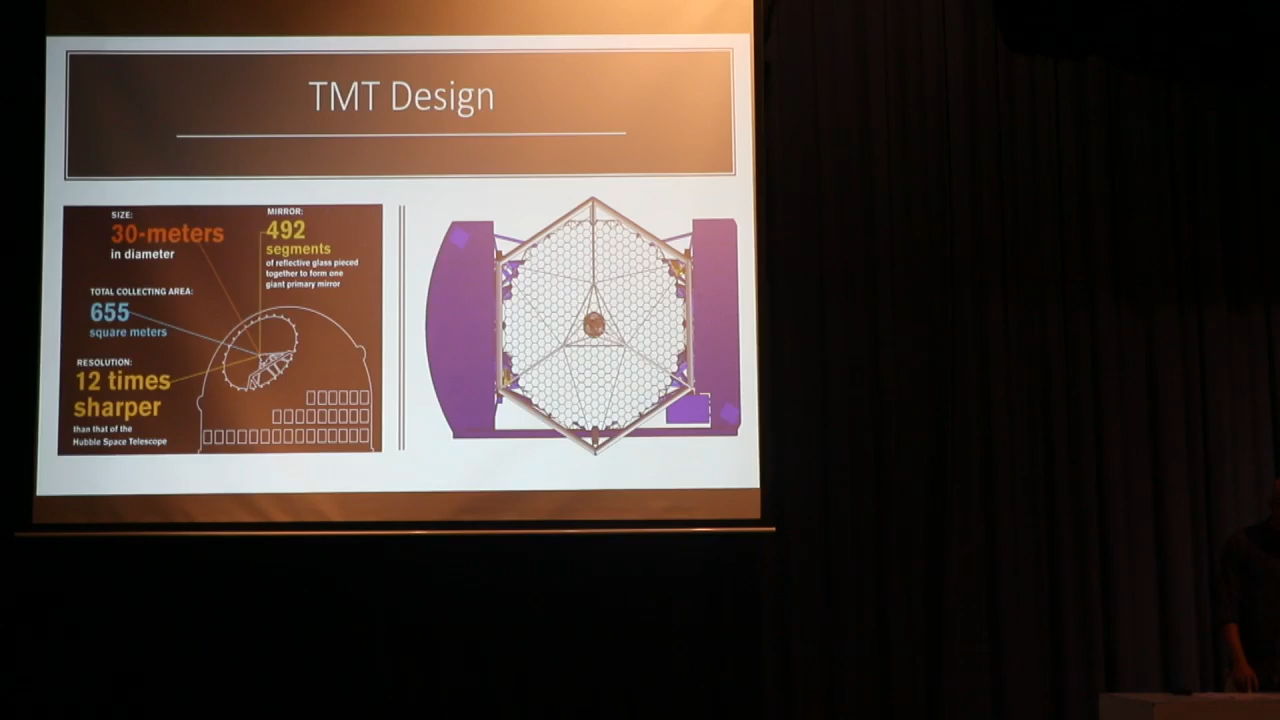 TMT Design
SIZE:
30-meters
in diameter
MIRROR:
492
segments
of reflective glass pieced
together to form one
giant primary mirror
TOTAL COLLECTING AREA:
655
square meters
RESOLUTION:
12 times
sharper
than that of the
Hubble Space Telescope